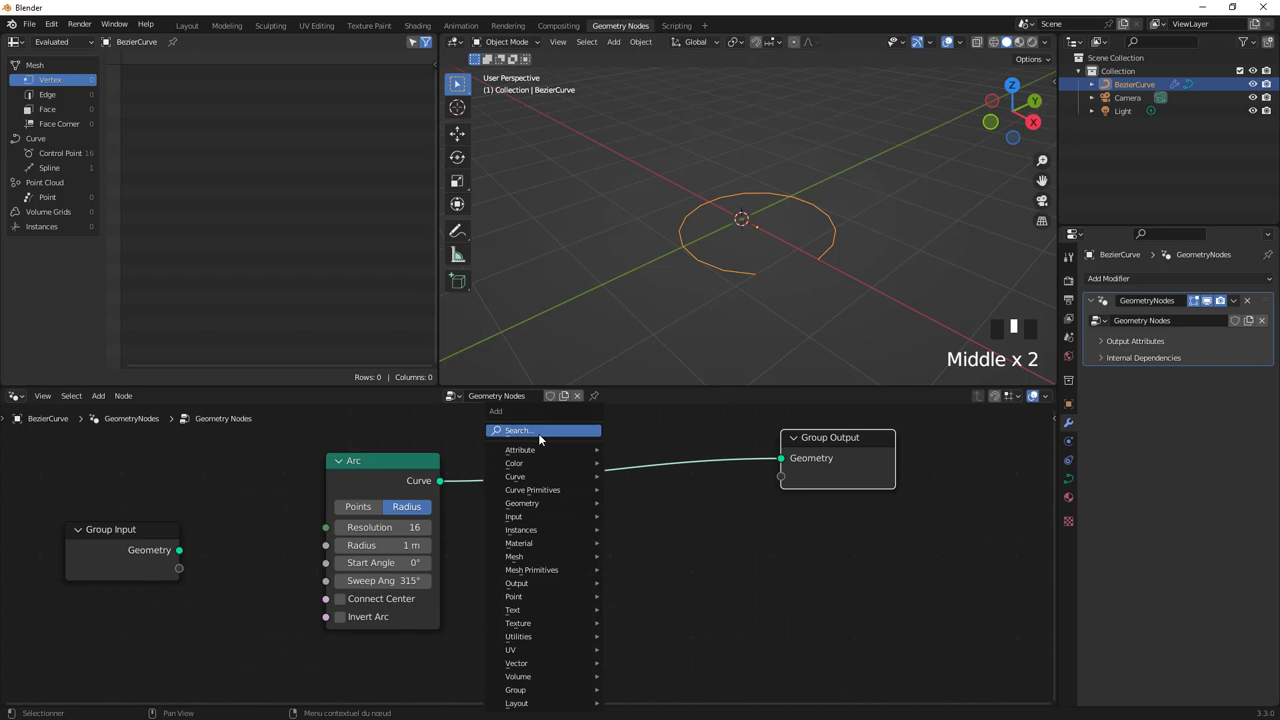 Blender
File Edit Render Window Help Layout Modeling Sculpting UV Editing Texture Paint Shading Animation Rendering Compositing Geometry Nodes Scripting + Scene ViewLayer
Evaluated BezierCurve
Object Mode View Select Add Object Global
Options
Mesh
Vertex 0
Edge 0
Face 0
Face Corner 0
Curve
Control Point 16
Spline 1
Point Cloud
Point 0
Volume Grids 0
Instances 0
Rows: 0 | Columns: 0
User Perspective
(1) Collection | BezierCurve
Z
Y
X
Middle x 2
Scene Collection
Collection
BezierCurve
Camera
Light
BezierCurve > GeometryNodes
Add Modifier
GeometryNodes
Geometry Nodes
Output Attributes
Internal Dependencies
View Select Add Node Geometry Nodes
BezierCurve > GeometryNodes > Geometry Nodes
Group Input
Geometry
Arc
Curve
Points Radius
Resolution 16
Radius 1 m
Start Angle 0°
Sweep Ang 315°
Connect Center
Invert Arc
Add
Search...
Attribute
Color
Curve
Curve Primitives
Geometry
Input
Instances
Material
Mesh
Mesh Primitives
Output
Point
Text
Texture
Utilities
UV
Vector
Volume
Group
Layout
Group Output
Geometry
Sélectionner Pan View Menu contextuel du nœud 3.3.0